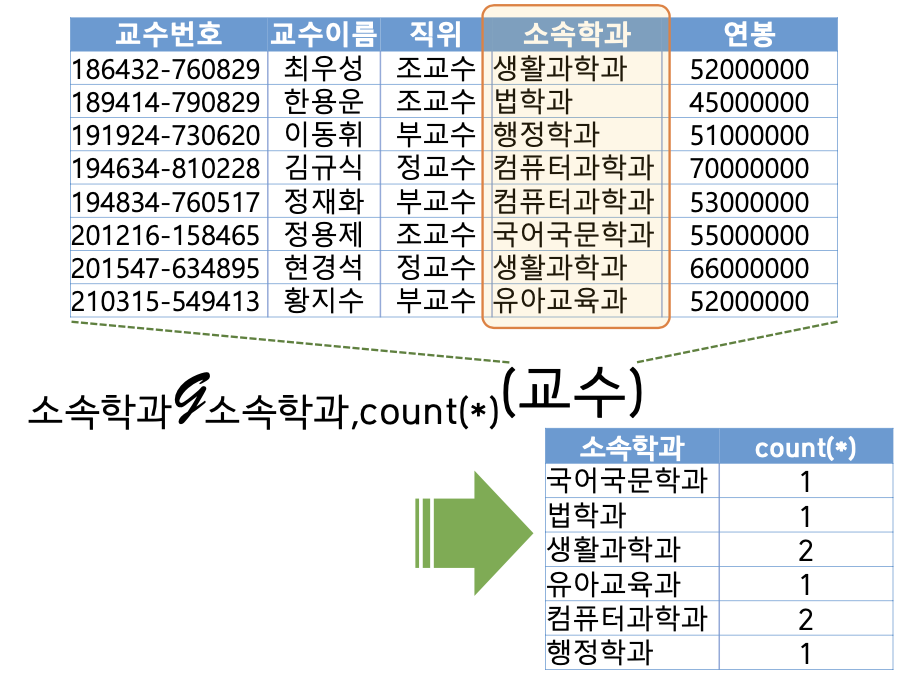 교수번호 교수이름 직위 소속학과 연봉
186432-760829 최우성 조교수 생활과학과 52000000
189414-790829 한용운 조교수 법학과 45000000
191924-730620 이동휘 부교수 행정학과 51000000
194634-810228 김규식 정교수 컴퓨터과학과 70000000
194834-760517 정재화 부교수 컴퓨터과학과 53000000
201216-158465 정용제 조교수 국어국문학과 55000000
201547-634895 현경석 정교수 생활과학과 66000000
210315-549413 황지수 부교수 유아교육과 52000000
소속학과𝒢소속학과,count(*)(교수)
소속학과 count(*)
국어국문학과 1
법학과 1
생활과학과 2
유아교육과 1
컴퓨터과학과 2
행정학과 1